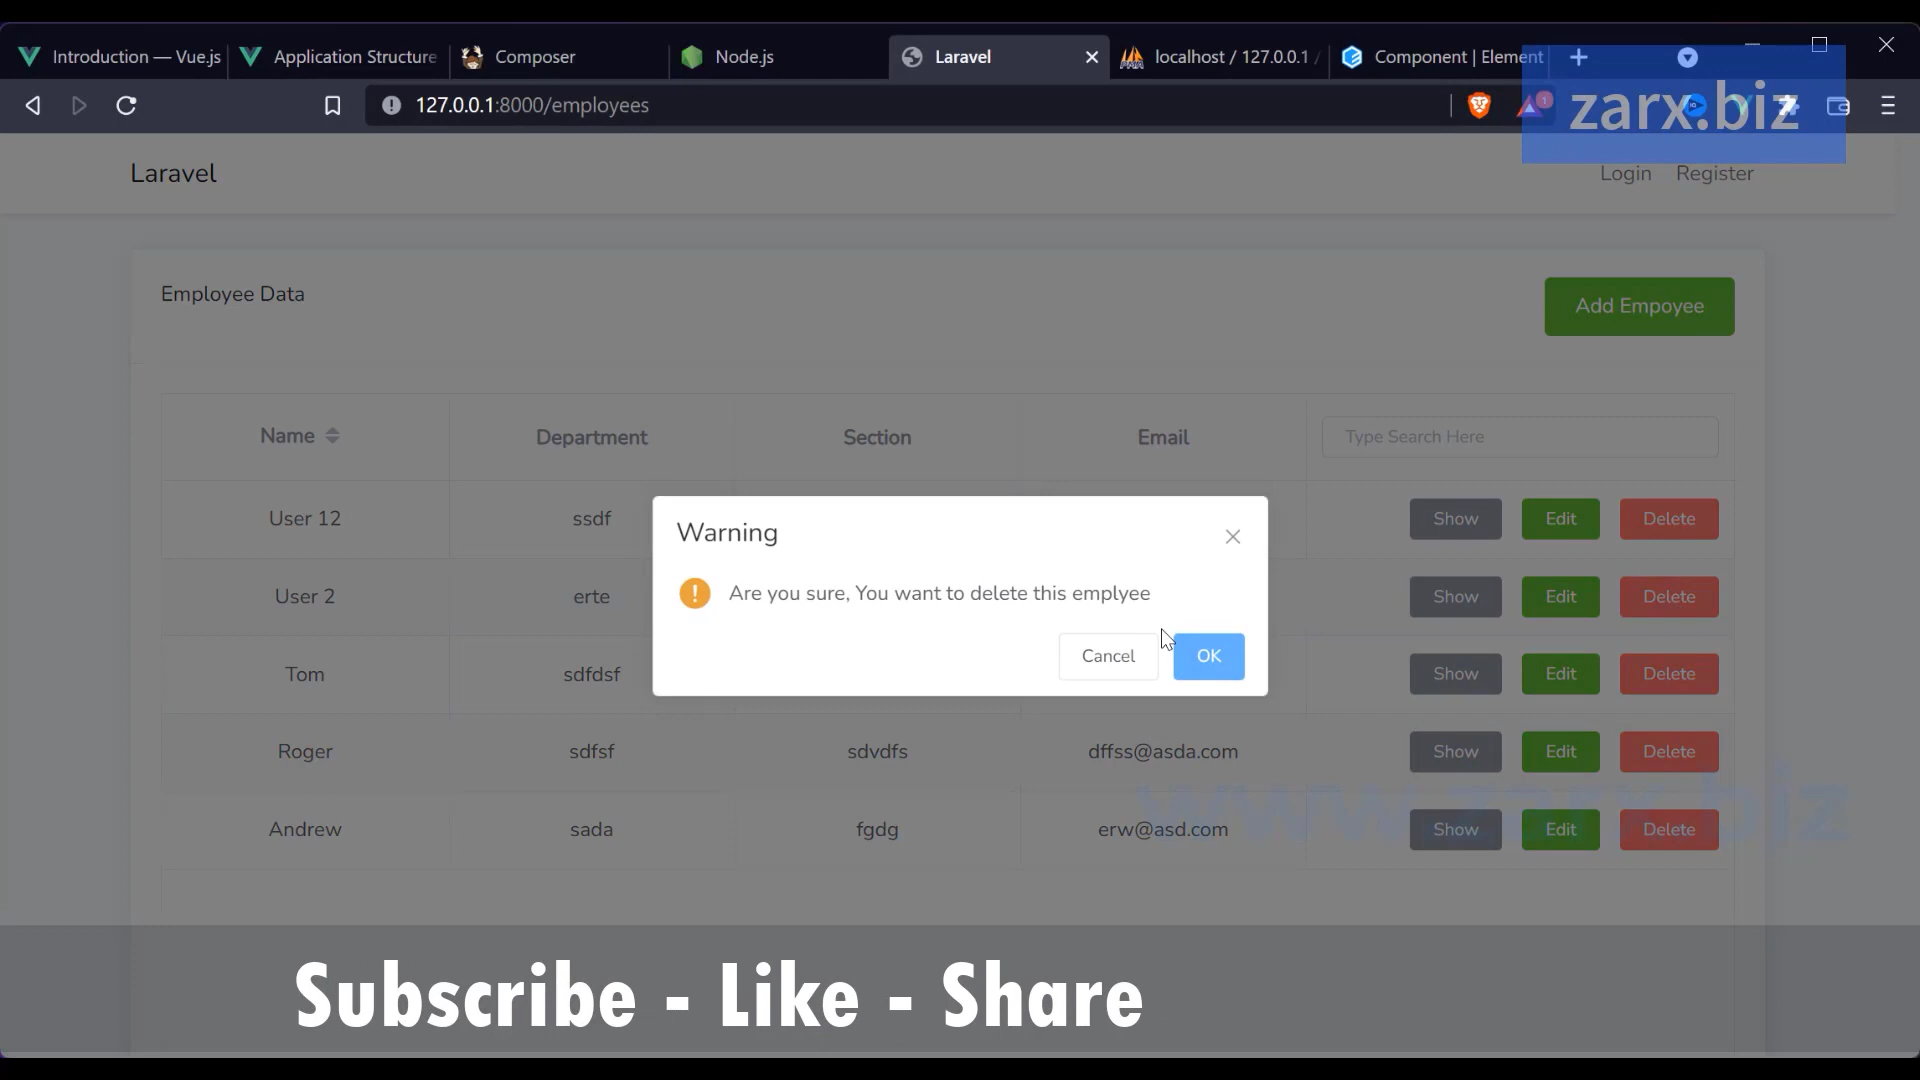 Introduction — Vue.js
Application Structure
Composer
Node.js
Laravel
localhost / 127.0.0.1 /
Component | Element
127.0.0.1:8000/employees
1
zarx.biz
Laravel
Login
Register
Employee Data
Add Empoyee
Name
Department
Section
Email
Type Search Here
User 12
ssdf
Show
Edit
Delete
User 2
erte
Show
Edit
Delete
Tom
sdfdsf
Show
Edit
Delete
Warning
Are you sure, You want to delete this emplyee
Cancel
OK
Roger
sdfsf
sdvdfs
dffss@asda.com
Show
Edit
Delete
Andrew
sada
fgdg
erw@asd.com
Show
Edit
Delete
www.zarx.biz
Subscribe - Like - Share